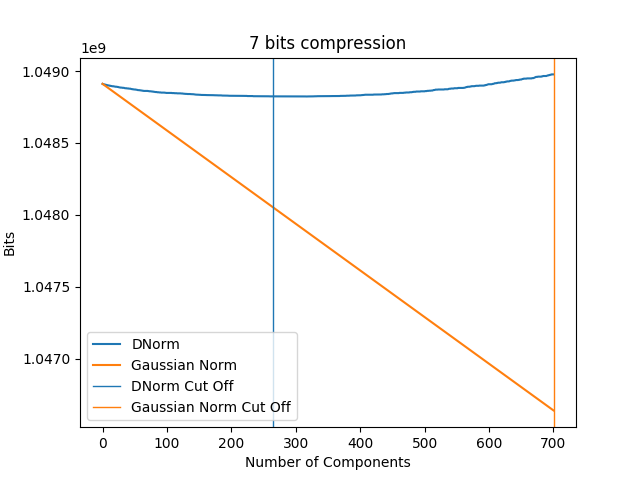 7 bits compression
1e9
1.0490
1.0485
1.0480
1.0475
1.0470
Bits
DNorm
Gaussian Norm
DNorm Cut Off
Gaussian Norm Cut Off
0 100 200 300 400 500 600 700
Number of Components